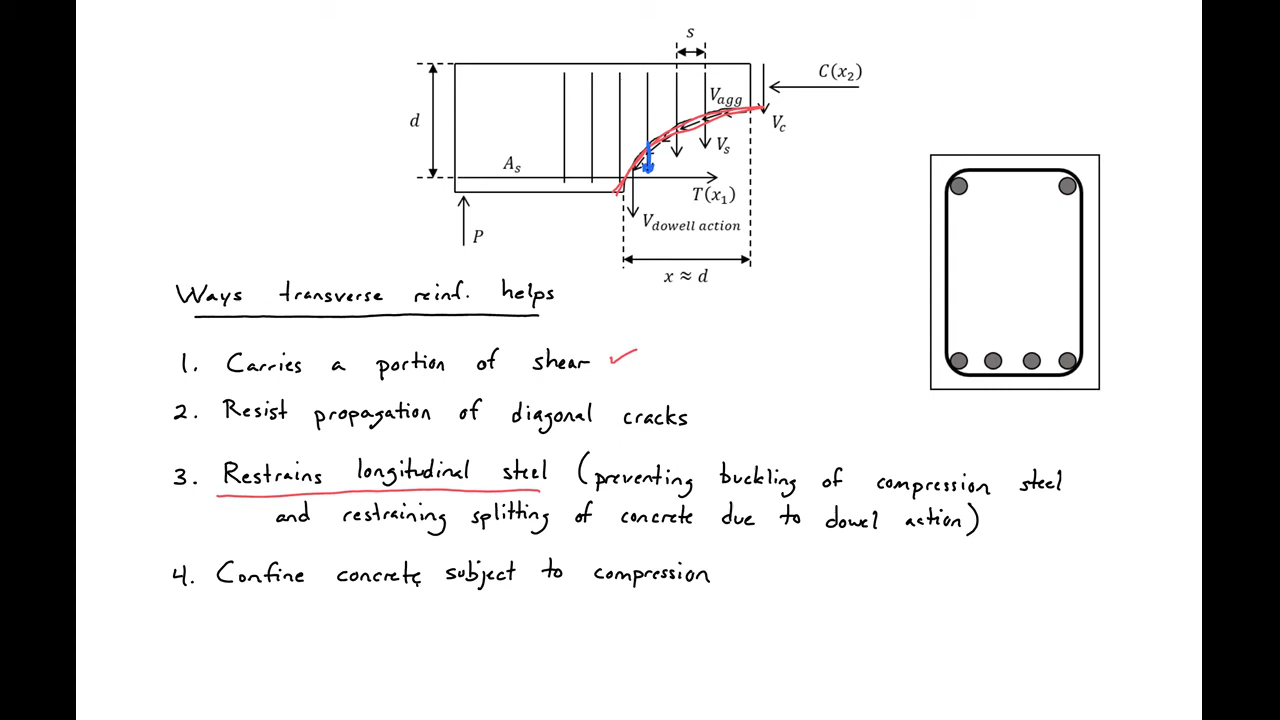 s
C(x₂)
V_agg
d
V_c
V_s
A_s
T(x₁)
V_dowell action
P
x ≈ d
Ways transverse reinf. helps
1. Carries a portion of shear ✓
2. Resist propagation of diagonal cracks
3. Restrains longitudinal steel (preventing buckling of compression steel
and restraining splitting of concrete due to dowel action)
4. Confine concrete subject to compression